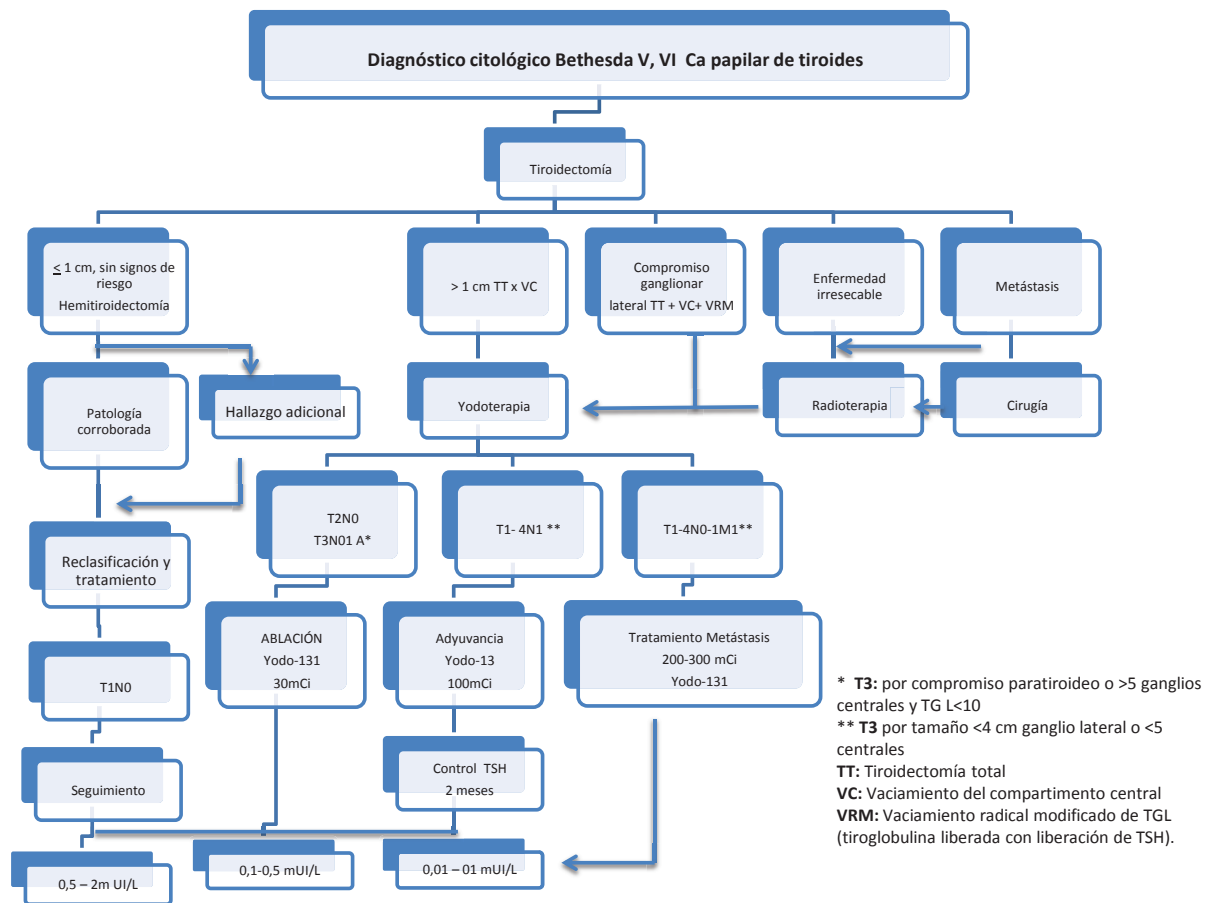 Diagnóstico citológico Bethesda V, VI Ca papilar de tiroides
Tiroidectomía
≤ 1 cm, sin signos de
riesgo
Hemitiroidectomía
> 1 cm TT x VC
Compromiso
ganglionar
lateral TT + VC+ VRM
Enfermedad
irresecable
Metástasis
Patología
corroborada
Hallazgo adicional
Yodoterapia
Radioterapia
Cirugía
Reclasificación y
tratamiento
T2N0
T3N01 A*
T1- 4N1 **
T1-4N0-1M1**
T1N0
ABLACIÓN
Yodo-131
30mCi
Adyuvancia
Yodo-13
100mCi
Tratamiento Metástasis
200-300 mCi
Yodo-131
Seguimiento
Control TSH
2 meses
0,5 – 2m UI/L
0,1-0,5 mUI/L
0,01 – 01 mUI/L
* T3: por compromiso paratiroideo o >5 ganglios
centrales y TG L<10
** T3 por tamaño <4 cm ganglio lateral o <5
centrales
TT: Tiroidectomía total
VC: Vaciamiento del compartimento central
VRM: Vaciamiento radical modificado de TGL
(tiroglobulina liberada con liberación de TSH).